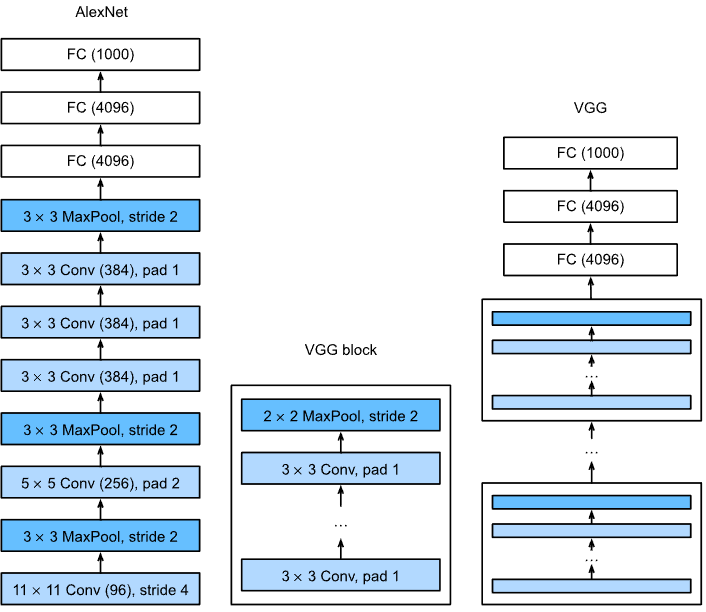 AlexNet
FC (1000)
FC (4096)
FC (4096)
3 × 3 MaxPool, stride 2
3 × 3 Conv (384), pad 1
3 × 3 Conv (384), pad 1
3 × 3 Conv (384), pad 1
3 × 3 MaxPool, stride 2
5 × 5 Conv (256), pad 2
3 × 3 MaxPool, stride 2
11 × 11 Conv (96), stride 4
VGG block
2 × 2 MaxPool, stride 2
3 × 3 Conv, pad 1
...
3 × 3 Conv, pad 1
VGG
FC (1000)
FC (4096)
FC (4096)
...
...
...